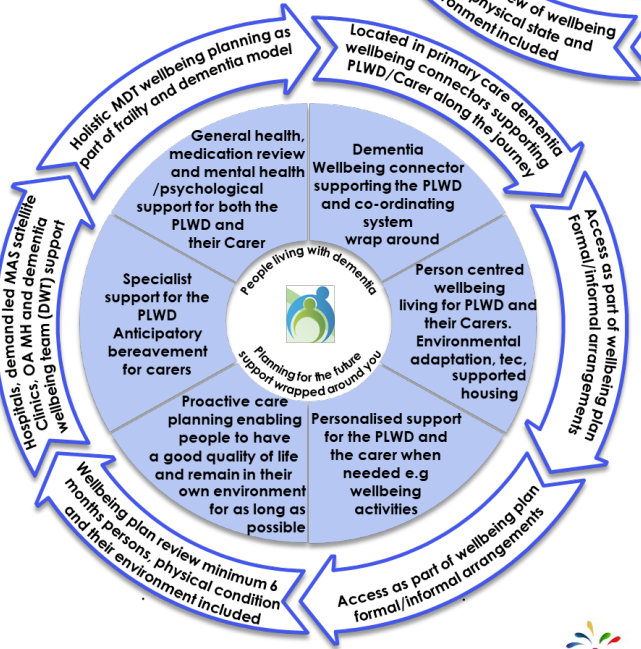 w of wellbeing
physical state and
onment included
Holistic MDT wellbeing planning as
part of frailty and dementia model
Located in primary care dementia
wellbeing connectors supporting
PLWD/Carer along the journey
Access as part of wellbeing plan
Formal/informal arrangements
Access as part of wellbeing plan
formal/informal arrangements
Wellbeing plan review minimum 6
months persons, physical condition
and their environment included
Hospitals, demand led MAS satellite
Clinics, OA MH and dementia
wellbeing team (DWT) support
General health,
medication review
and mental health
/psychological
support for both the
PLWD and
their Carer
Dementia
Wellbeing connector
supporting the PLWD
and co-ordinating
system
wrap around
Person centred
wellbeing
living for PLWD and
their Carers.
Environmental
adaptation, tec,
supported
housing
Personalised support
for the PLWD and
the carer when
needed e.g
wellbeing
activities
Proactive care
planning enabling
people to have
a good quality of life
and remain in their
own environment
for as long as
possible
Specialist
support for the
PLWD
Anticipatory
bereavement
for carers
People living with dementia
Planning for the future
support wrapped around you